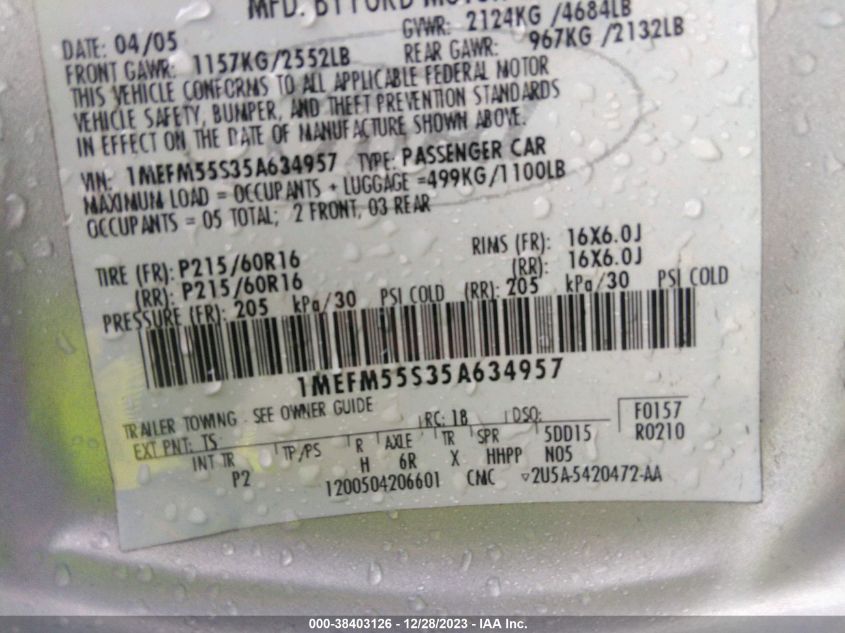 MFD. BY FORD MOTOR
DATE: 04/05 GVWR: 2124KG /4684LB
FRONT GAWR: 1157KG/2552LB REAR GAWR: 967KG /2132LB
THIS VEHICLE CONFORMS TO ALL APPLICABLE FEDERAL MOTOR
VEHICLE SAFETY, BUMPER, AND THEFT PREVENTION STANDARDS
IN EFFECT ON THE DATE OF MANUFACTURE SHOWN ABOVE.
VIN: 1MEFM55S35A634957 TYPE: PASSENGER CAR
MAXIMUM LOAD = OCCUPANTS + LUGGAGE =499KG/1100LB
OCCUPANTS = 05 TOTAL; 2 FRONT, 03 REAR
TIRE (FR): P215/60R16 RIMS (FR): 16X6.0J
(RR): P215/60R16 (RR): 16X6.0J
PRESSURE (FR): 205 kPa/30 PSI COLD (RR): 205 kPa/30 PSI COLD
1MEFM55S35A634957
TRAILER TOWING - SEE OWNER GUIDE
EXT PNT: TS RC: 18 DSO: F0157
INT TR TP/PS R AXLE TR SPR 5DD15 R0210
P2 H 6R X HHPP N05
1200504206601 CMC ▽2U5A-5420472-AA
000-38403126 - 12/28/2023 - IAA Inc.